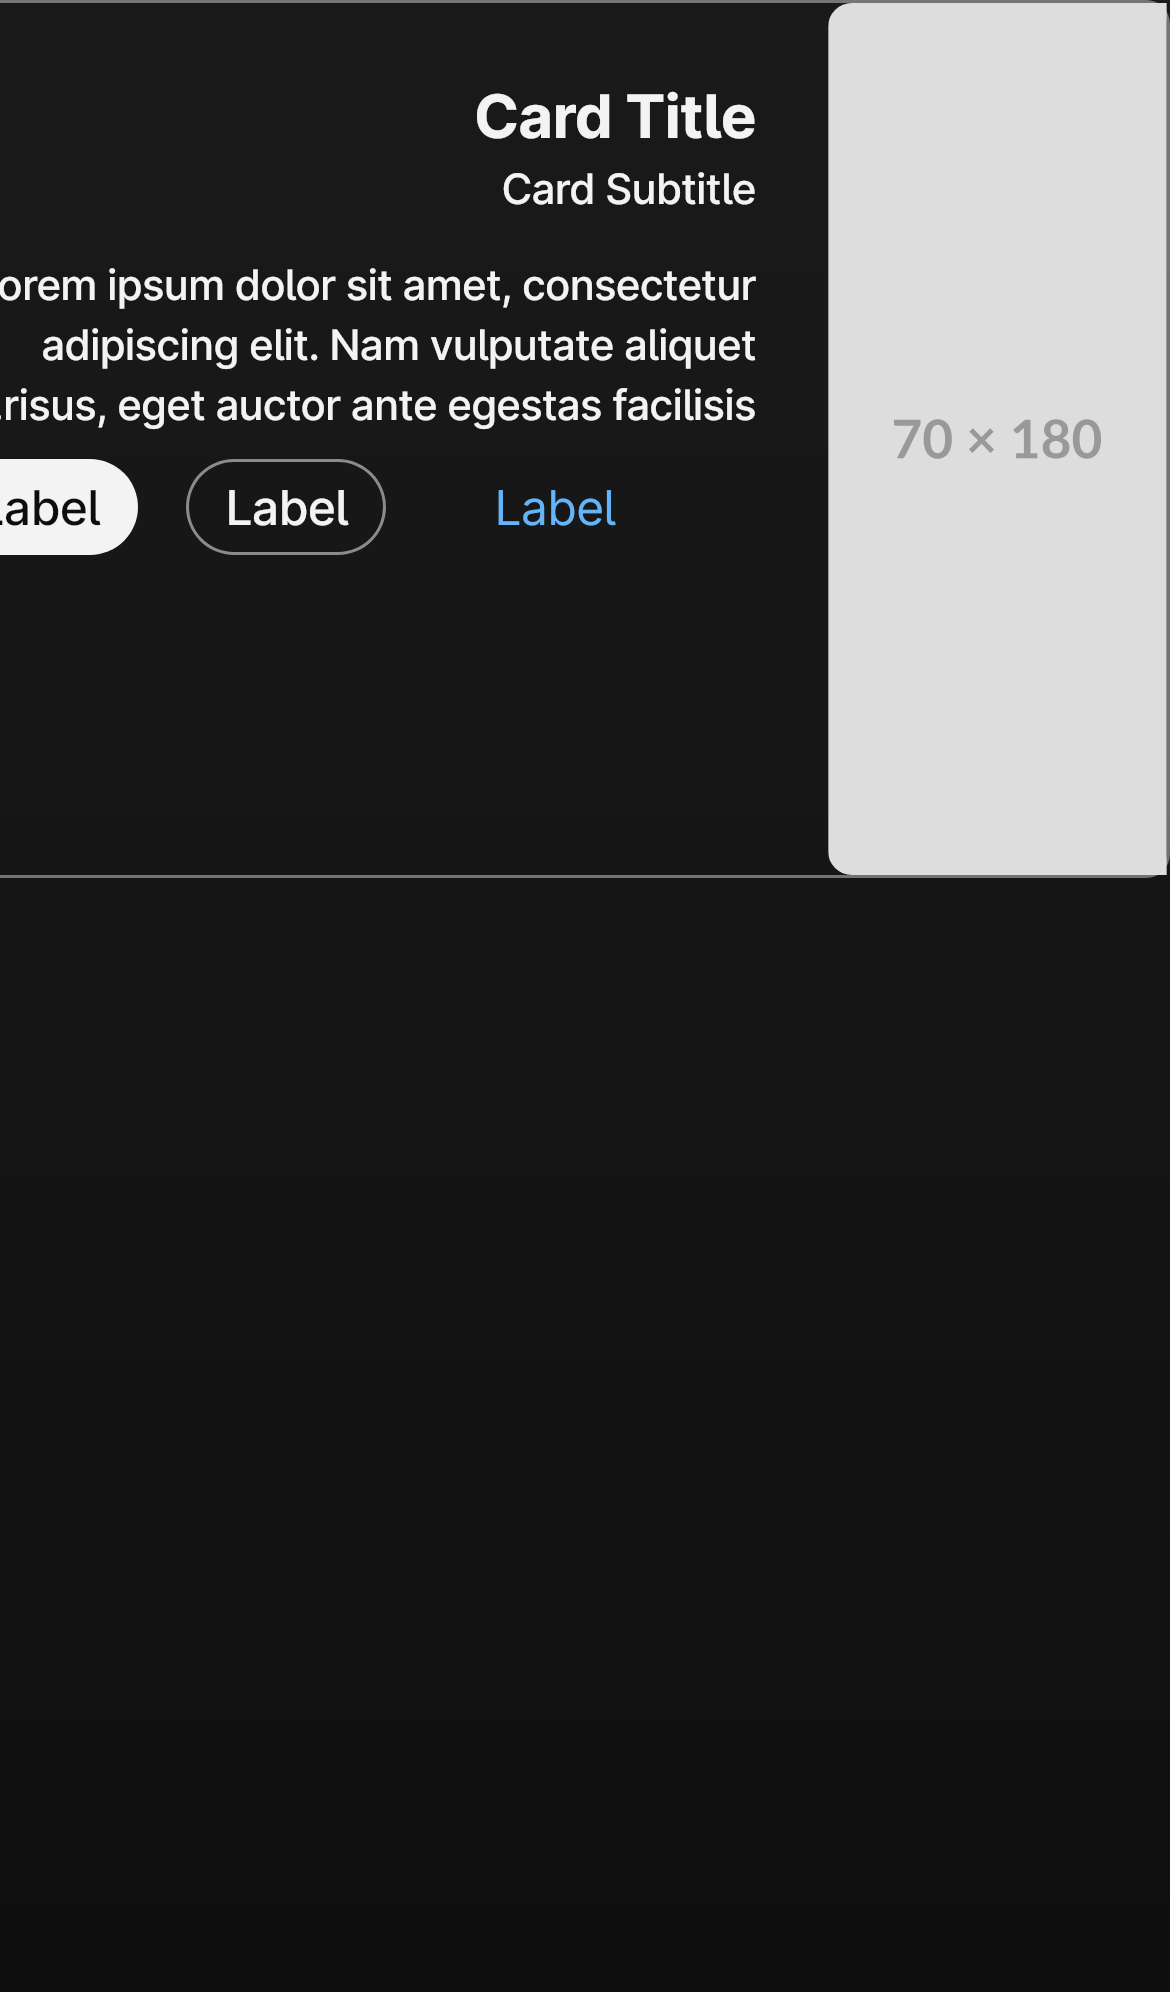 Card Title
Card Subtitle
orem ipsum dolor sit amet, consectetur
adipiscing elit. Nam vulputate aliquet
.risus, eget auctor ante egestas facilisis
Label Label Label
70 × 180